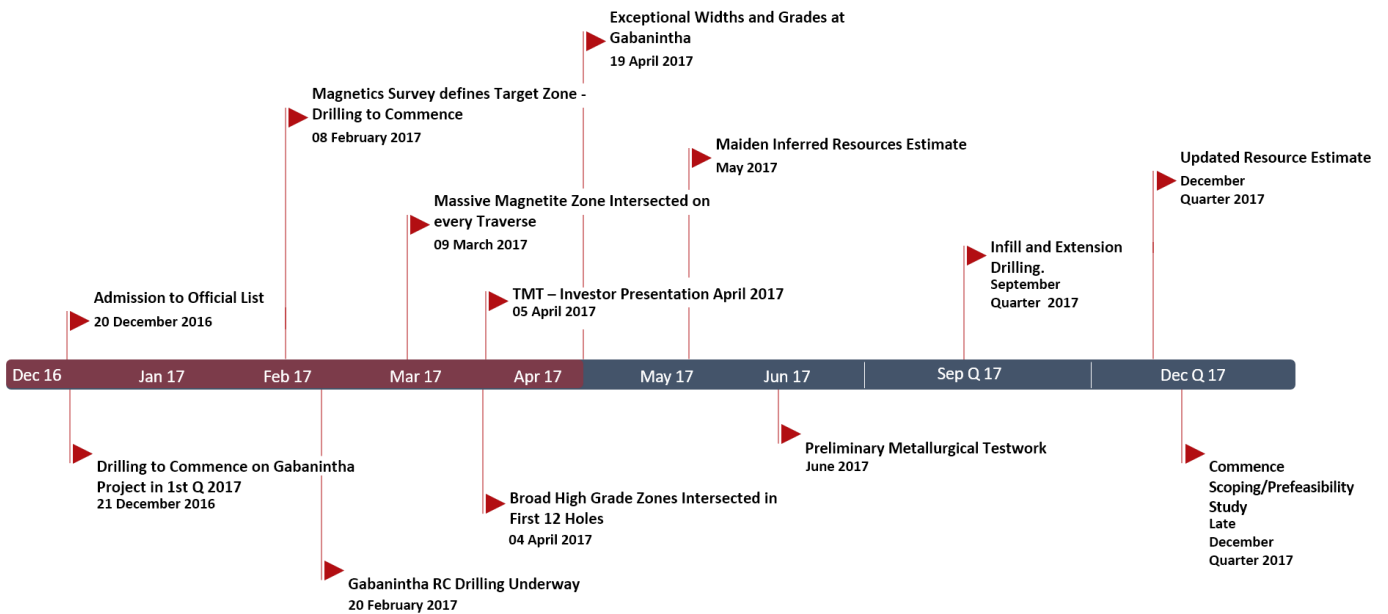 Exceptional Widths and Grades at
Gabanintha
19 April 2017
Magnetics Survey defines Target Zone -
Drilling to Commence
08 February 2017
Maiden Inferred Resources Estimate
May 2017
Updated Resource Estimate
December
Quarter 2017
Massive Magnetite Zone Intersected on
every Traverse
09 March 2017
Infill and Extension
Drilling.
September
Quarter 2017
Admission to Official List
20 December 2016
TMT – Investor Presentation April 2017
05 April 2017
Dec 16
Jan 17
Feb 17
Mar 17
Apr 17
May 17
Jun 17
Sep Q 17
Dec Q 17
Drilling to Commence on Gabanintha
Project in 1st Q 2017
21 December 2016
Preliminary Metallurgical Testwork
June 2017
Commence
Scoping/Prefeasibility
Study
Late
December
Quarter 2017
Broad High Grade Zones Intersected in
First 12 Holes
04 April 2017
Gabanintha RC Drilling Underway
20 February 2017